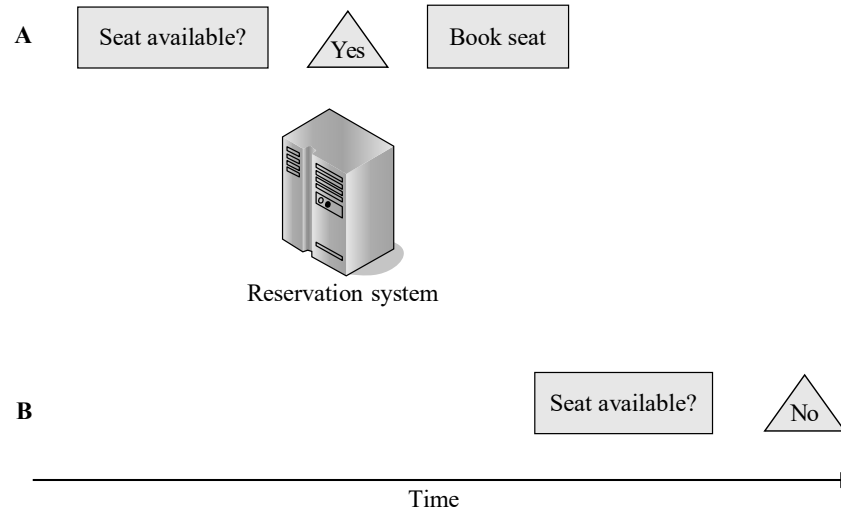 A
Seat available?
Yes
Book seat
Reservation system
B
Seat available?
No
Time